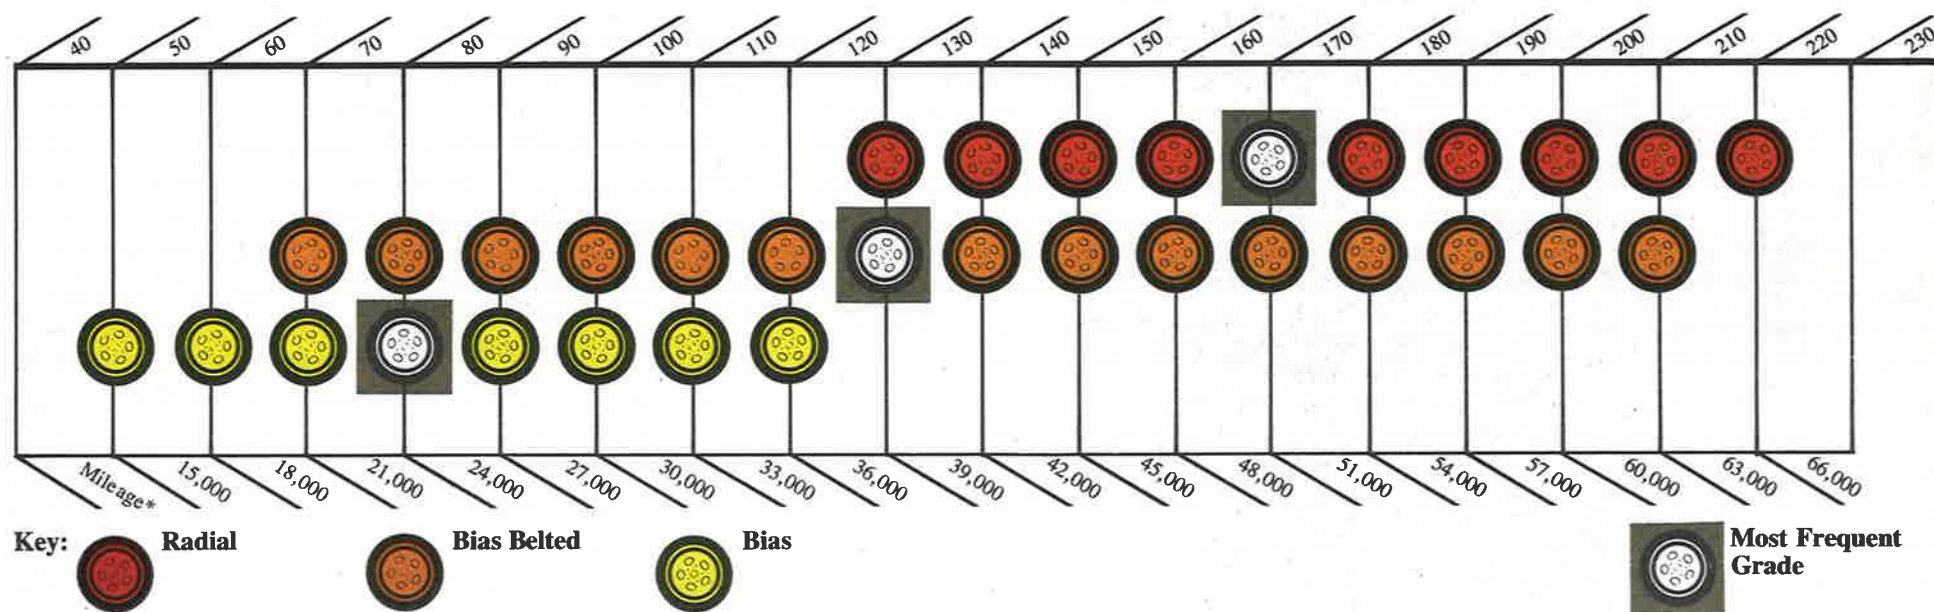 40 50 60 70 80 90 100 110 120 130 140 150 160 170 180 190 200 210 220 230
Mileage* 15,000 18,000 21,000 24,000 27,000 30,000 33,000 36,000 39,000 42,000 45,000 48,000 51,000 54,000 57,000 60,000 63,000 66,000
Key: Radial Bias Belted Bias Most Frequent
Grade